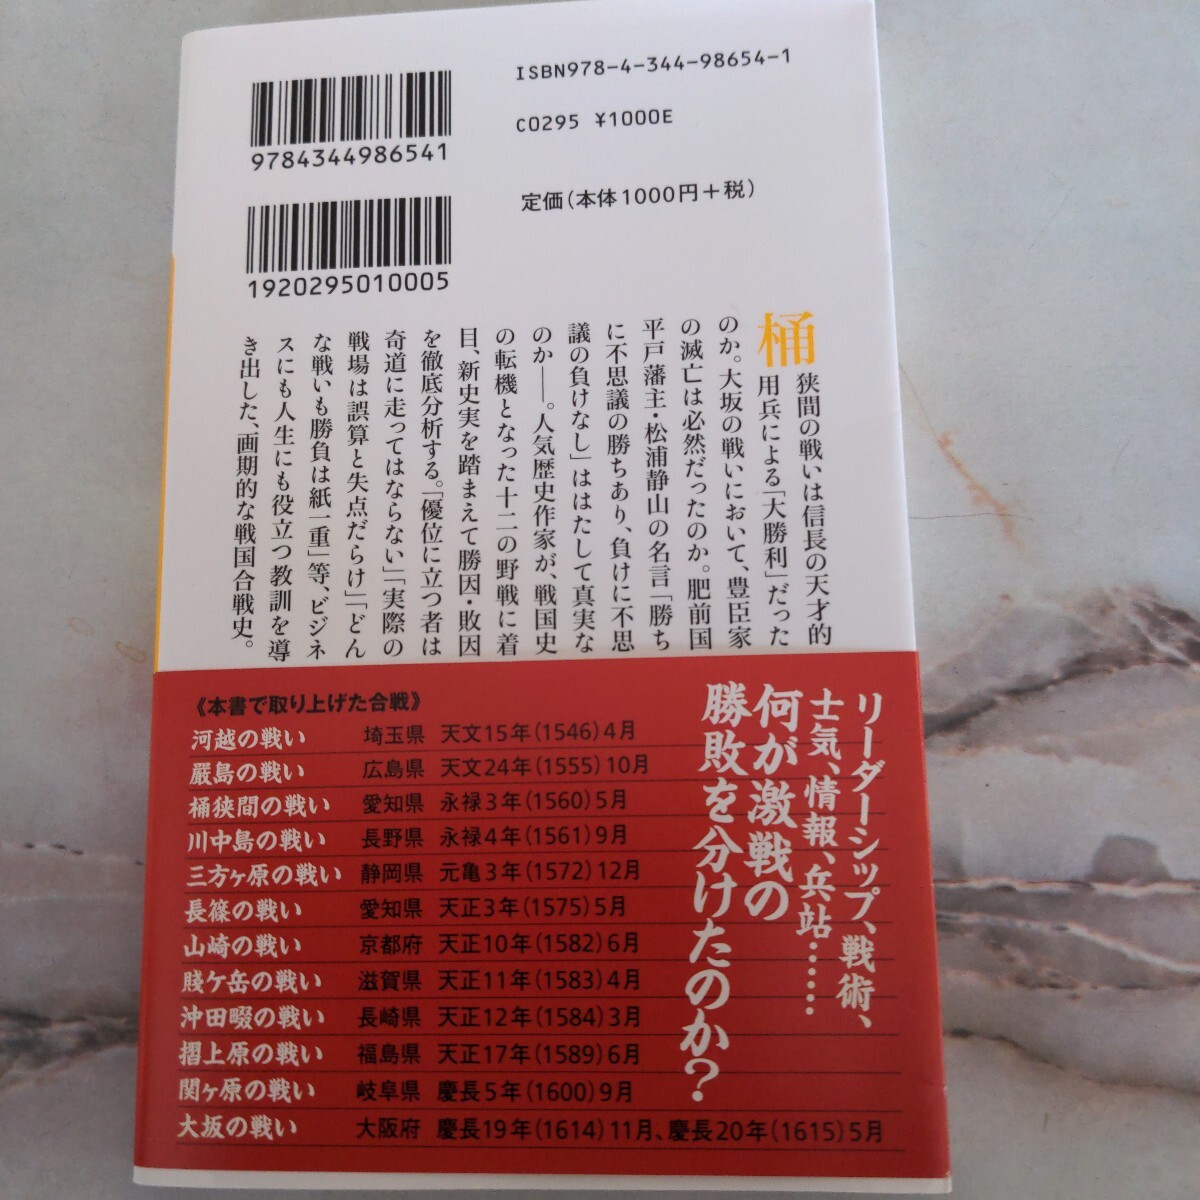 ISBN978-4-344-98654-1
C0295 ¥1000E
定価(本体1000円+税)
9784344986541
1920295010005
桶狭間の戦いは信長の天才的
用兵による「大勝利」だった
のか。大坂の戦いにおいて、豊臣家
の滅亡は必然だったのか。肥前国
平戸藩主・松浦静山の名言「勝ち
に不思議の勝ちあり、負けに不思
議の負けなし」ははたして真実な
のか――。人気歴史作家が、戦国史
の転機となった十二の野戦に着
目、新史実を踏まえて勝因・敗因
を徹底分析する。「優位に立つ者は
奇道に走ってはならない」「実際の
戦場は誤算と失点だらけ」「どん
な戦いも勝負は紙一重」等、ビジネ
スにも人生にも役立つ教訓を導
き出した、画期的な戦国合戦史。
リーダーシップ、戦術、
士気、情報、兵站……
何が激戦の
勝敗を分けたのか?
《本書で取り上げた合戦》
河越の戦い 埼玉県 天文15年(1546)4月
厳島の戦い 広島県 天文24年(1555)10月
桶狭間の戦い 愛知県 永禄3年(1560)5月
川中島の戦い 長野県 永禄4年(1561)9月
三方ヶ原の戦い 静岡県 元亀3年(1572)12月
長篠の戦い 愛知県 天正3年(1575)5月
山崎の戦い 京都府 天正10年(1582)6月
賤ケ岳の戦い 滋賀県 天正11年(1583)4月
沖田畷の戦い 長崎県 天正12年(1584)3月
摺上原の戦い 福島県 天正17年(1589)6月
関ヶ原の戦い 岐阜県 慶長5年(1600)9月
大坂の戦い 大阪府 慶長19年(1614)11月、慶長20年(1615)5月